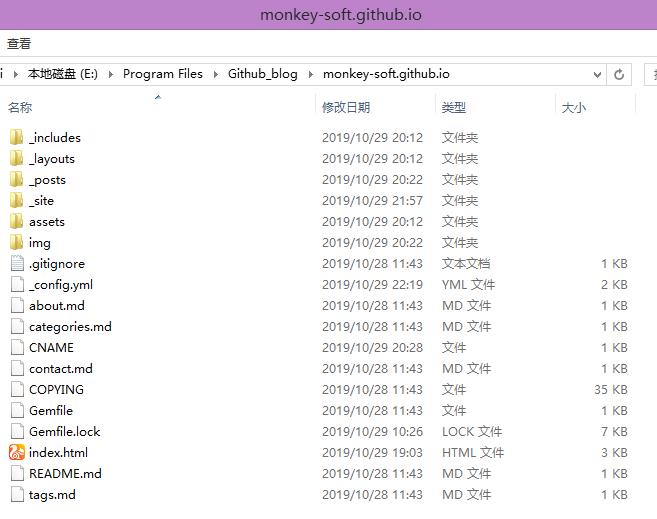 monkey-soft.github.io
查看
本地磁盘 (E:) Program Files Github_blog monkey-soft.github.io
名称 修改日期 类型 大小
_includes 2019/10/29 20:12 文件夹
_layouts 2019/10/29 20:12 文件夹
_posts 2019/10/29 20:22 文件夹
_site 2019/10/29 21:57 文件夹
assets 2019/10/29 20:12 文件夹
img 2019/10/29 20:22 文件夹
.gitignore 2019/10/28 11:43 文本文档 1 KB
_config.yml 2019/10/29 22:19 YML 文件 2 KB
about.md 2019/10/28 11:43 MD 文件 1 KB
categories.md 2019/10/28 11:43 MD 文件 1 KB
CNAME 2019/10/29 20:28 文件 1 KB
contact.md 2019/10/28 11:43 MD 文件 1 KB
COPYING 2019/10/28 11:43 文件 35 KB
Gemfile 2019/10/28 11:43 文件 1 KB
Gemfile.lock 2019/10/29 10:26 LOCK 文件 7 KB
index.html 2019/10/29 19:03 HTML 文件 3 KB
README.md 2019/10/28 11:43 MD 文件 1 KB
tags.md 2019/10/28 11:43 MD 文件 1 KB